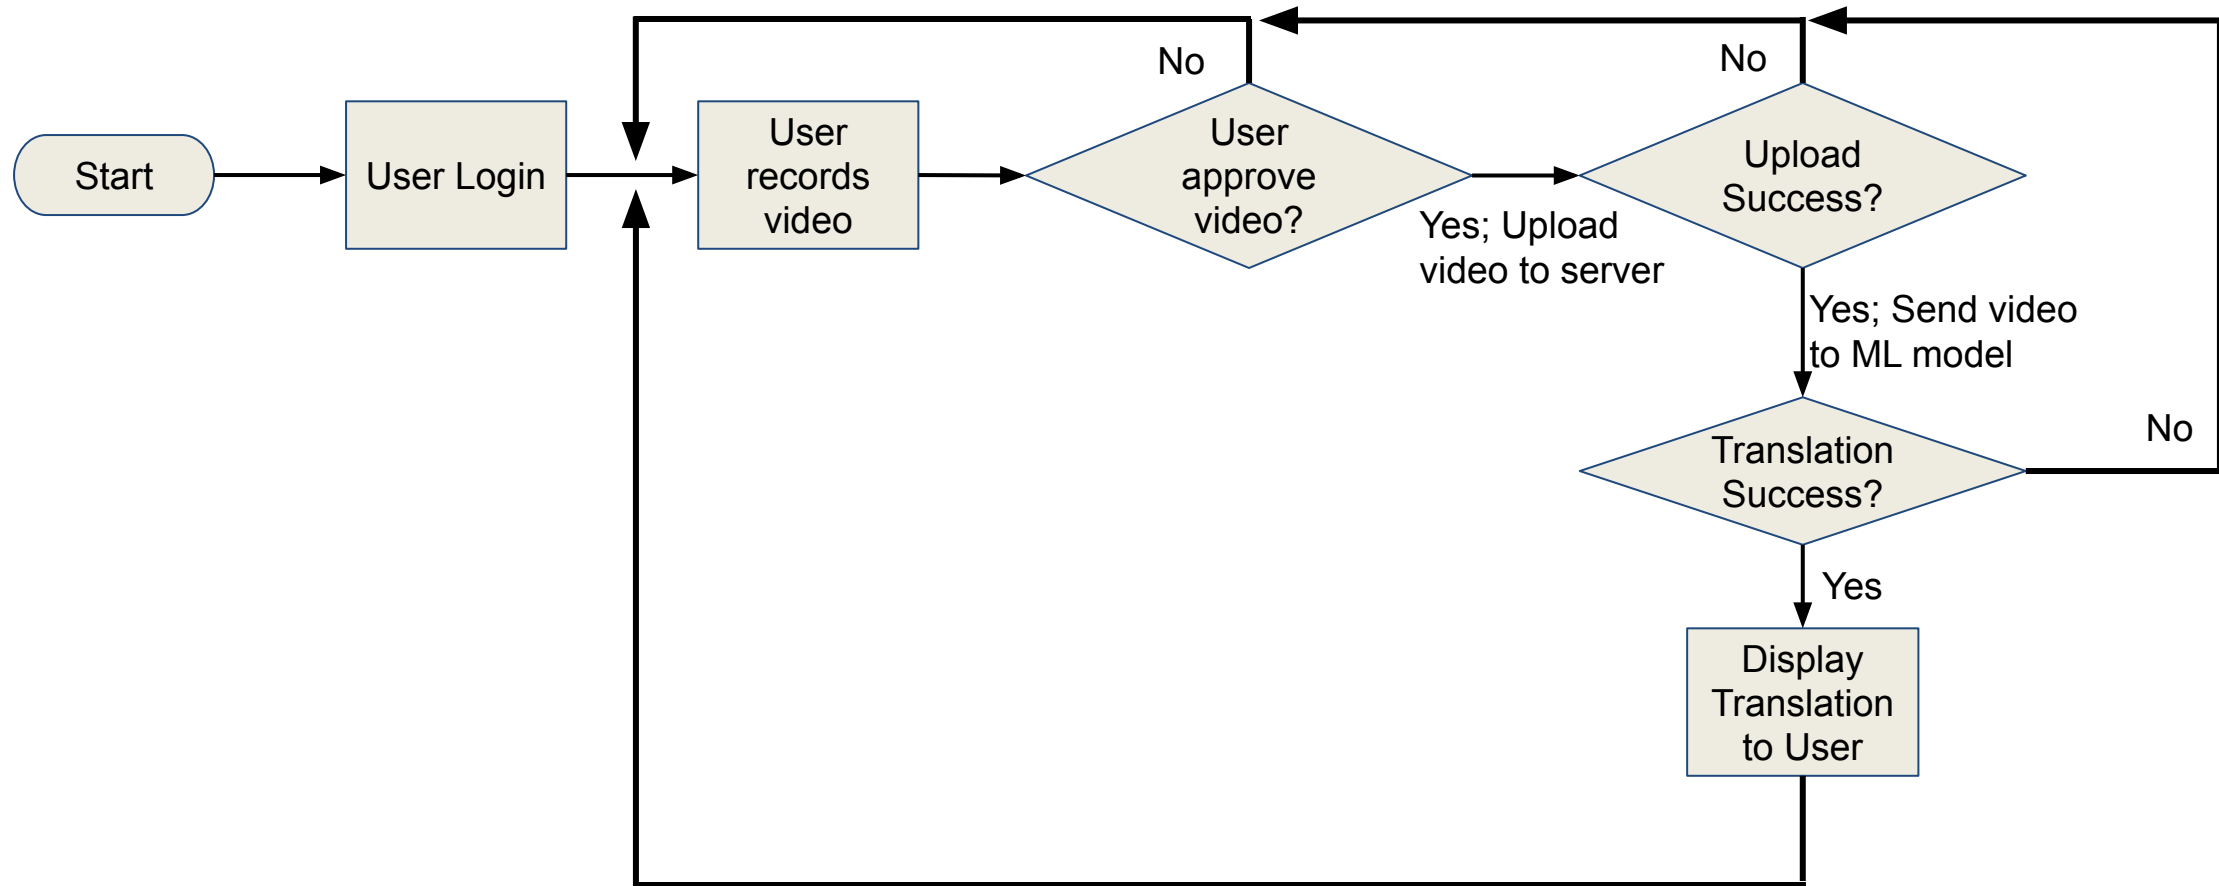 No
No
Start
User Login
User
records
video
User
approve
video?
Upload
Success?
Yes; Upload
video to server
Yes; Send video
to ML model
Translation
Success?
No
Yes
Display
Translation
to User